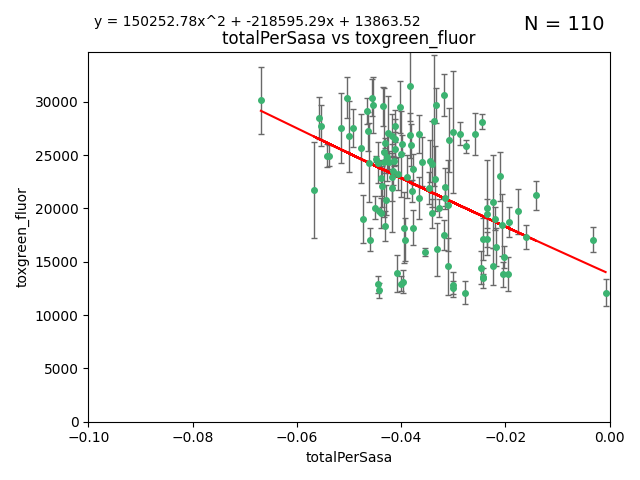 y = 150252.78x^2 + -218595.29x + 13863.52
N = 110
totalPerSasa vs toxgreen_fluor
30000
25000
20000
15000
10000
5000
0
toxgreen_fluor
−0.10
−0.08
−0.06
−0.04
−0.02
0.00
totalPerSasa